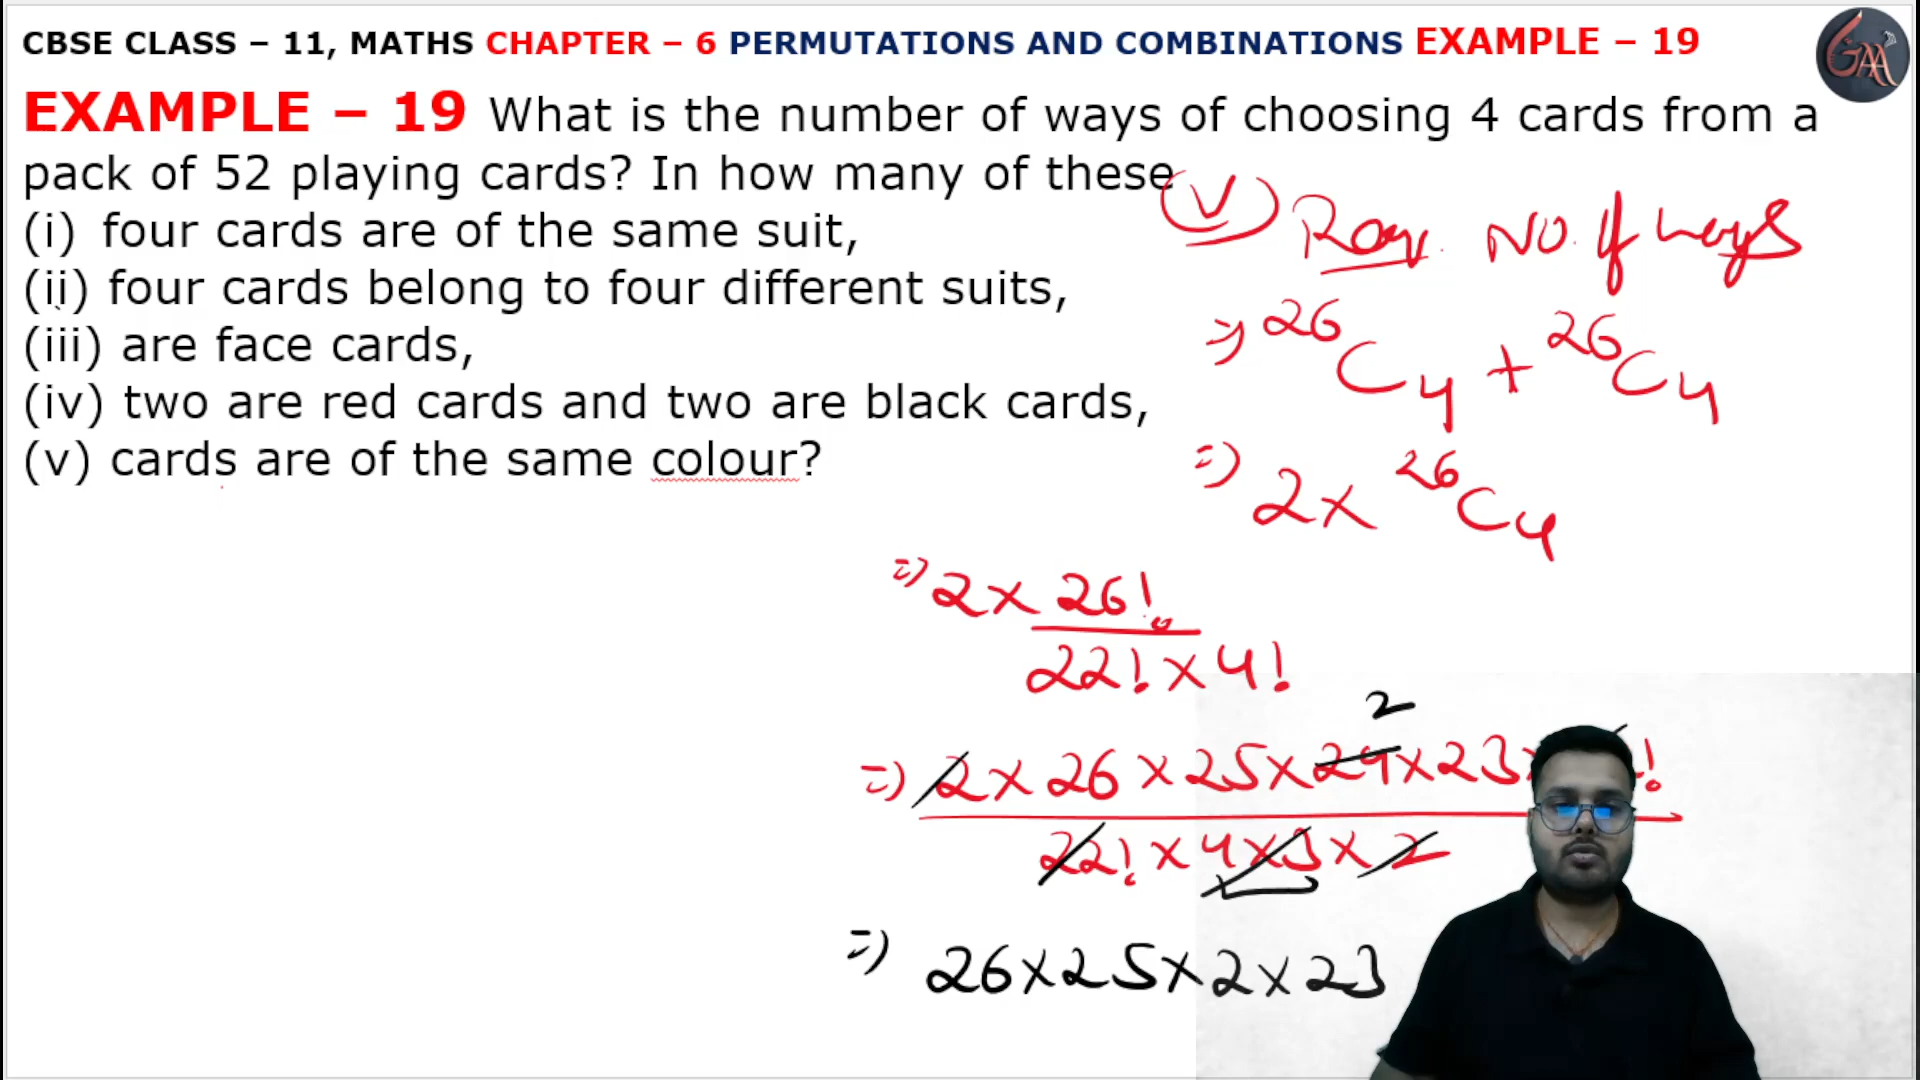 CBSE CLASS – 11, MATHS CHAPTER – 6 PERMUTATIONS AND COMBINATIONS EXAMPLE – 19
EXAMPLE – 19 What is the number of ways of choosing 4 cards from a
pack of 52 playing cards? In how many of these
(i) four cards are of the same suit,
(ii) four cards belong to four different suits,
(iii) are face cards,
(iv) two are red cards and two are black cards,
(v) cards are of the same colour?
(V) Req. No. of ways
=) 26C4 + 26C4
=) 2x 26C4
=) 2 x 26!
22! x 4!
2
=) 2 x 26 x 25 x 24 x 23 x !
22! x 4 x 3 x 2
=) 26 x 25 x 2 x 23